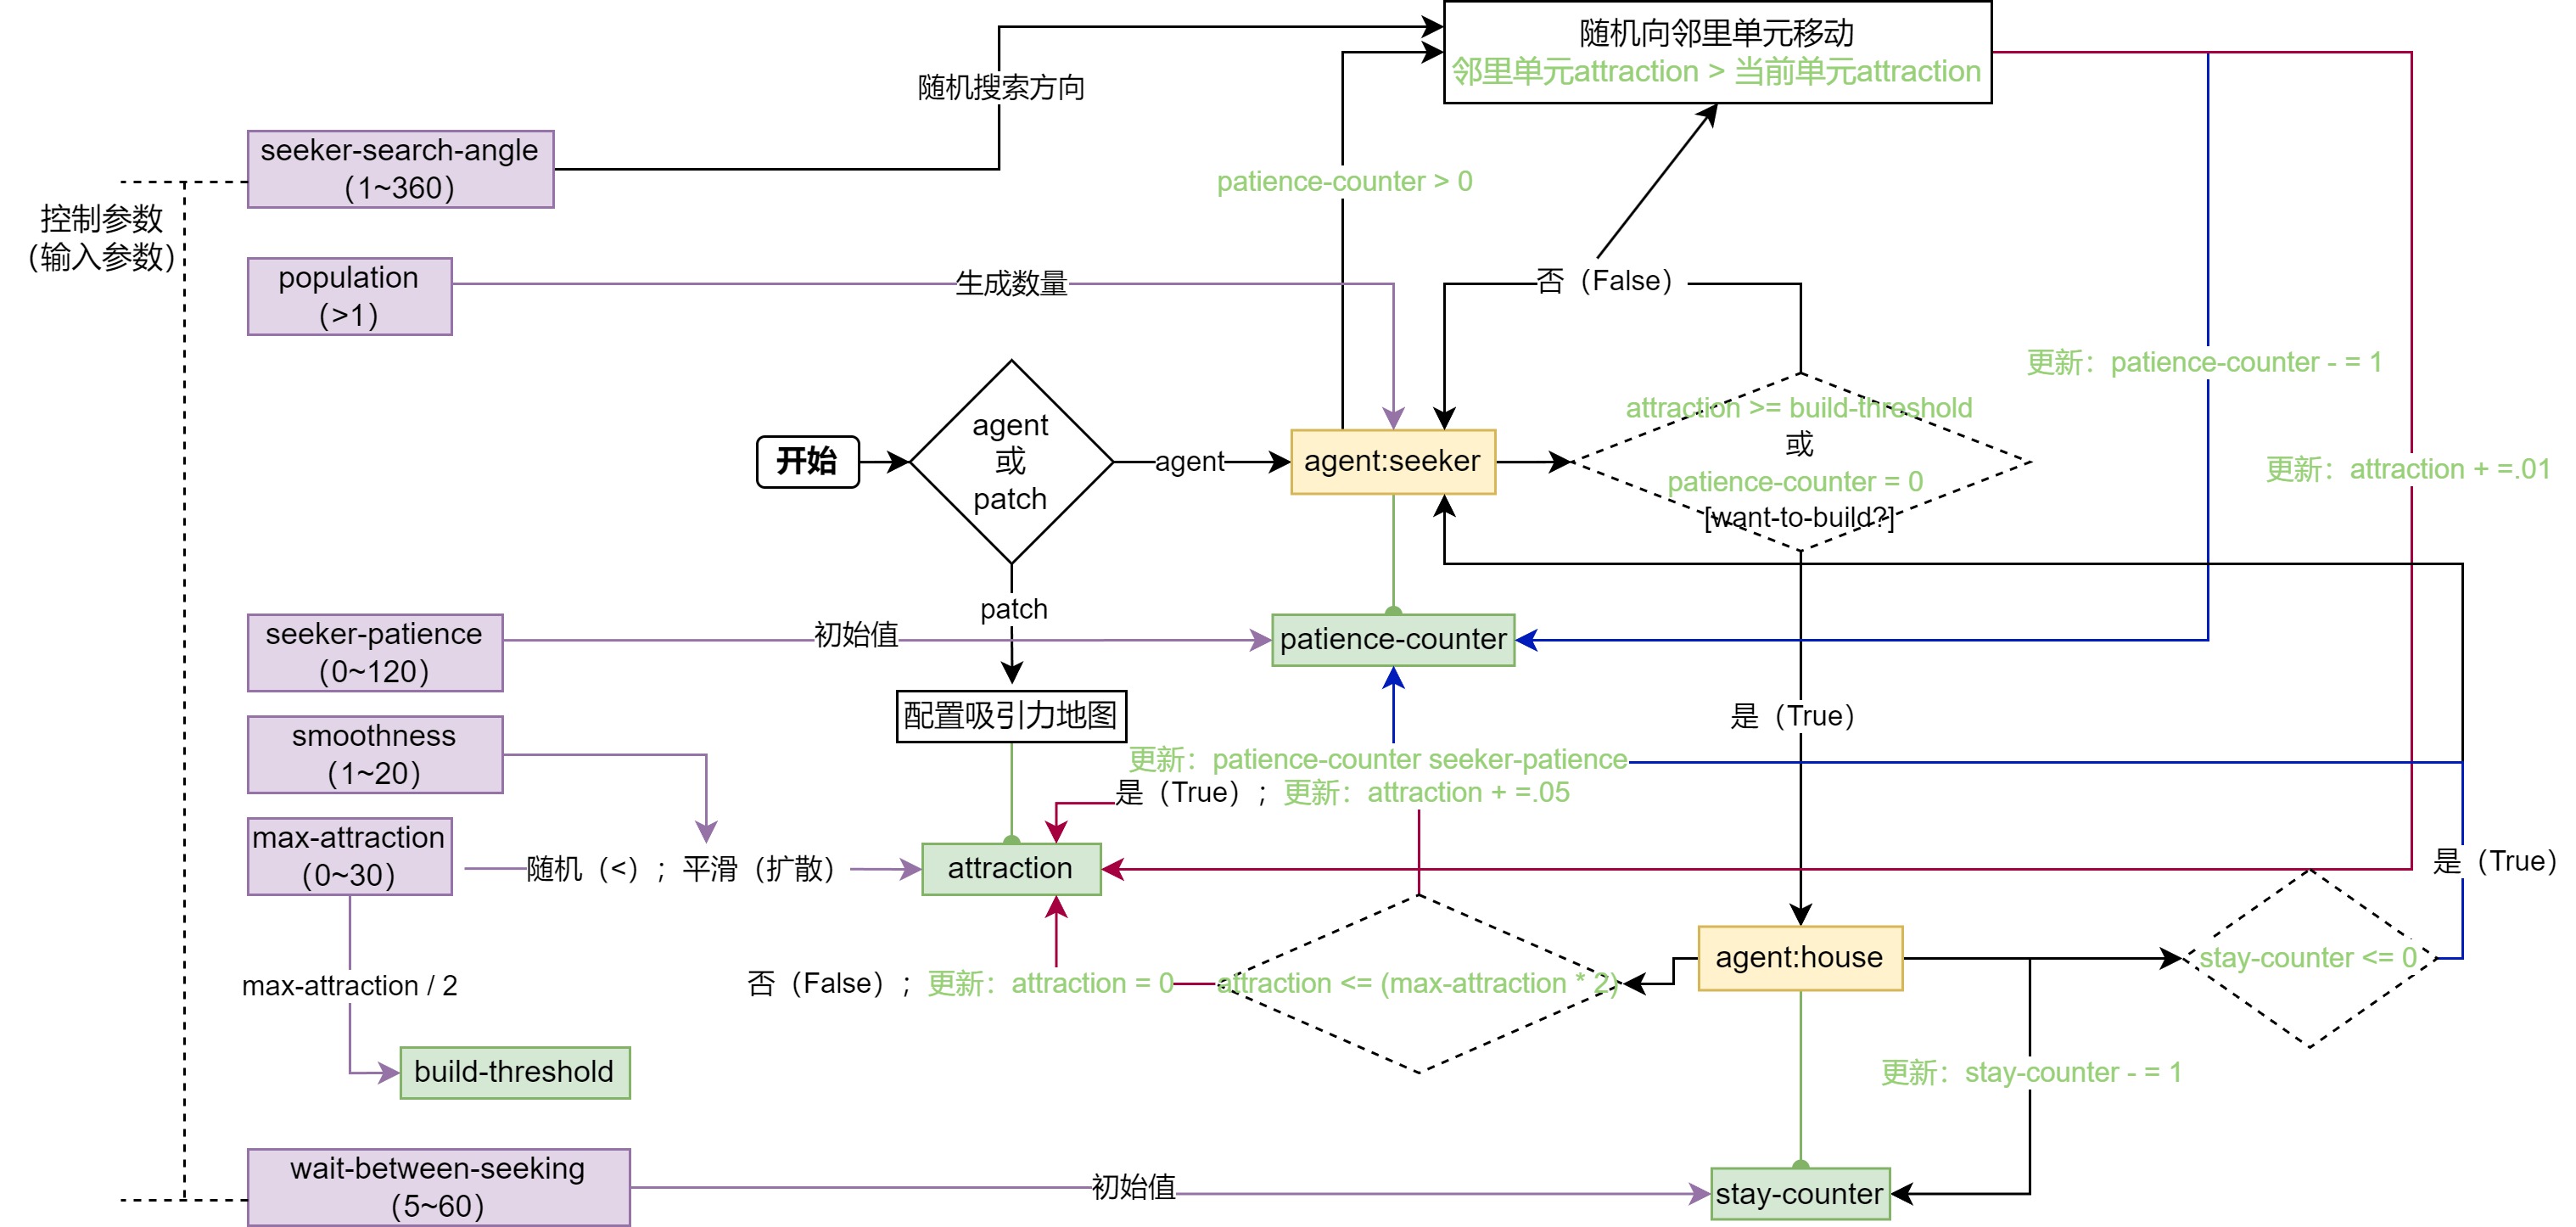 随机向邻里单元移动
邻里单元attraction > 当前单元attraction
随机搜索方向
seeker-search-angle
（1~360）
patience-counter > 0
控制参数
（输入参数）
population
（>1）
生成数量
否（False）
更新：patience-counter - = 1
attraction >= build-threshold
或
patience-counter = 0
[want-to-build?]
开始
agent
或
patch
agent
agent:seeker
更新：attraction + =.01
patch
seeker-patience
（0~120）
初始值
patience-counter
配置吸引力地图
是（True）
smoothness
（1~20）
更新：patience-counter seeker-patience
是（True）；更新：attraction + =.05
max-attraction
（0~30）
随机（<）；平滑（扩散）
attraction
是（True）
agent:house
stay-counter <= 0
max-attraction / 2
否（False）；更新：attraction = 0
attraction <= (max-attraction * 2)
build-threshold
更新：stay-counter - = 1
wait-between-seeking
（5~60）
初始值
stay-counter